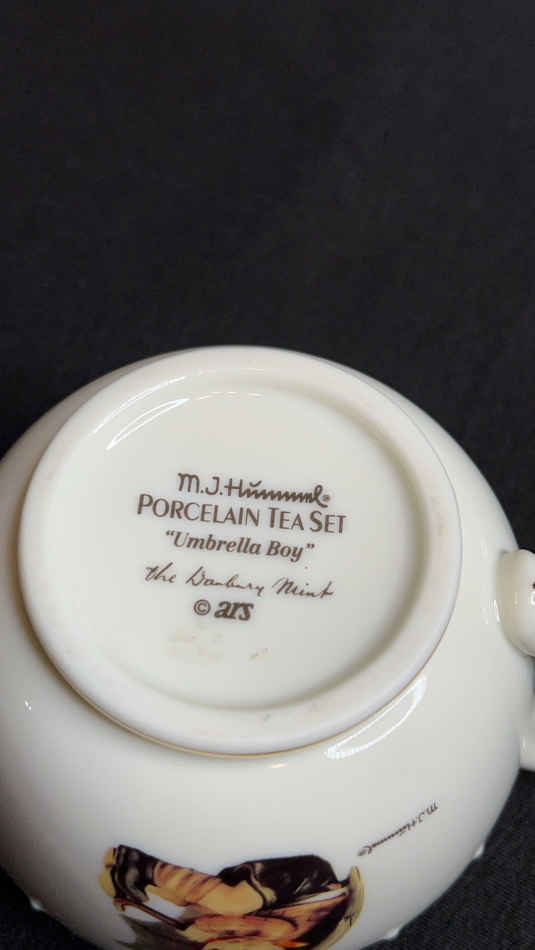 M.J.Hummel®
PORCELAIN TEA SET
“Umbrella Boy”
the Danbury Mint
© ars
M.J.Hummel®